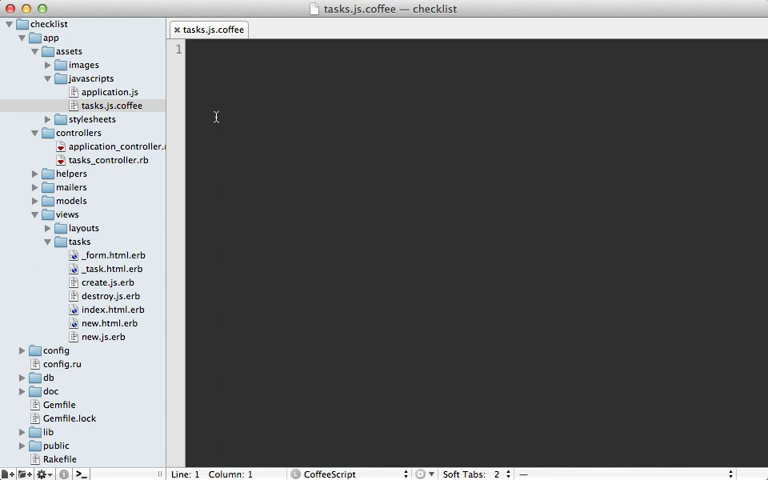 tasks.js.coffee — checklist
checklist
app
assets
images
javascripts
application.js
tasks.js.coffee
stylesheets
controllers
application_controller.r
tasks_controller.rb
helpers
mailers
models
views
layouts
tasks
_form.html.erb
_task.html.erb
create.js.erb
destroy.js.erb
index.html.erb
new.html.erb
new.js.erb
config
config.ru
db
doc
Gemfile
Gemfile.lock
lib
public
Rakefile
tasks.js.coffee
1
Line: 1 Column: 1 L CoffeeScript Soft Tabs: 2 —